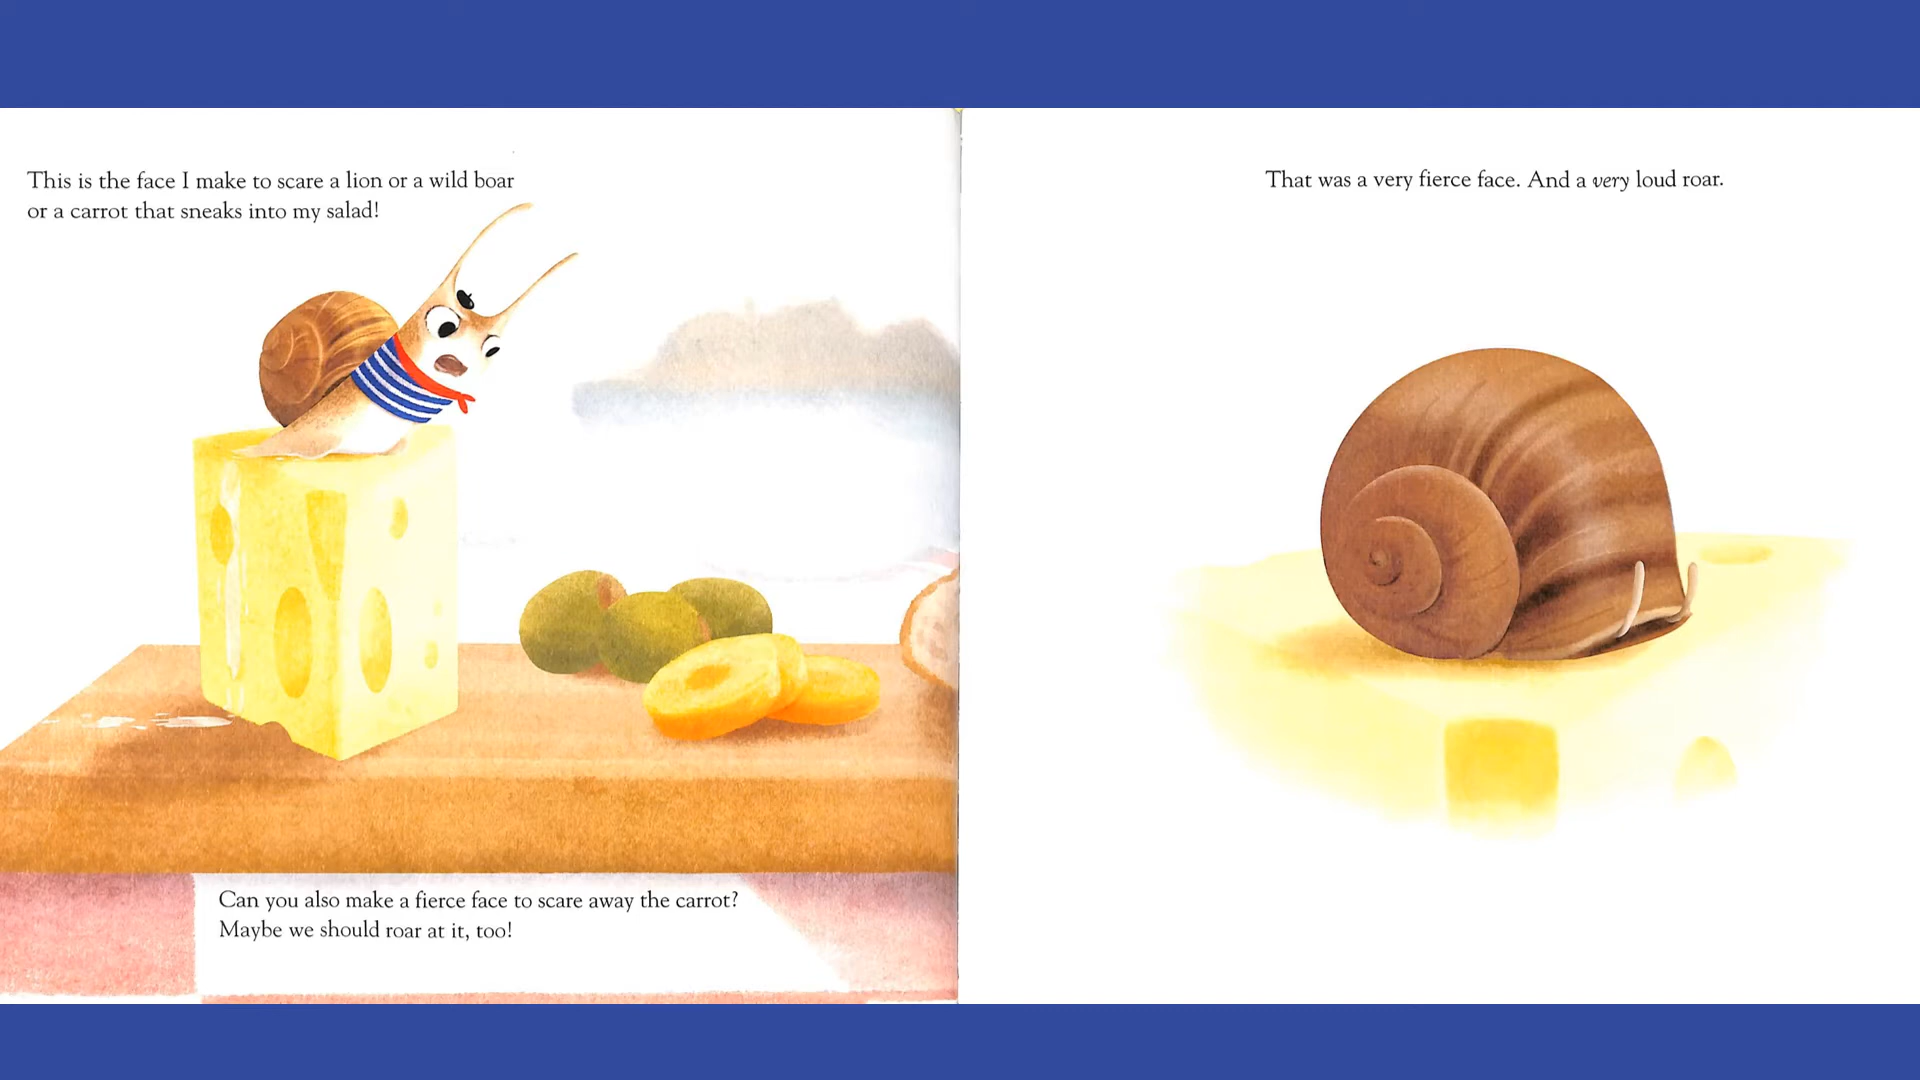 This is the face I make to scare a lion or a wild boar
or a carrot that sneaks into my salad!
Can you also make a fierce face to scare away the carrot?
Maybe we should roar at it, too!
That was a very fierce face. And a very loud roar.